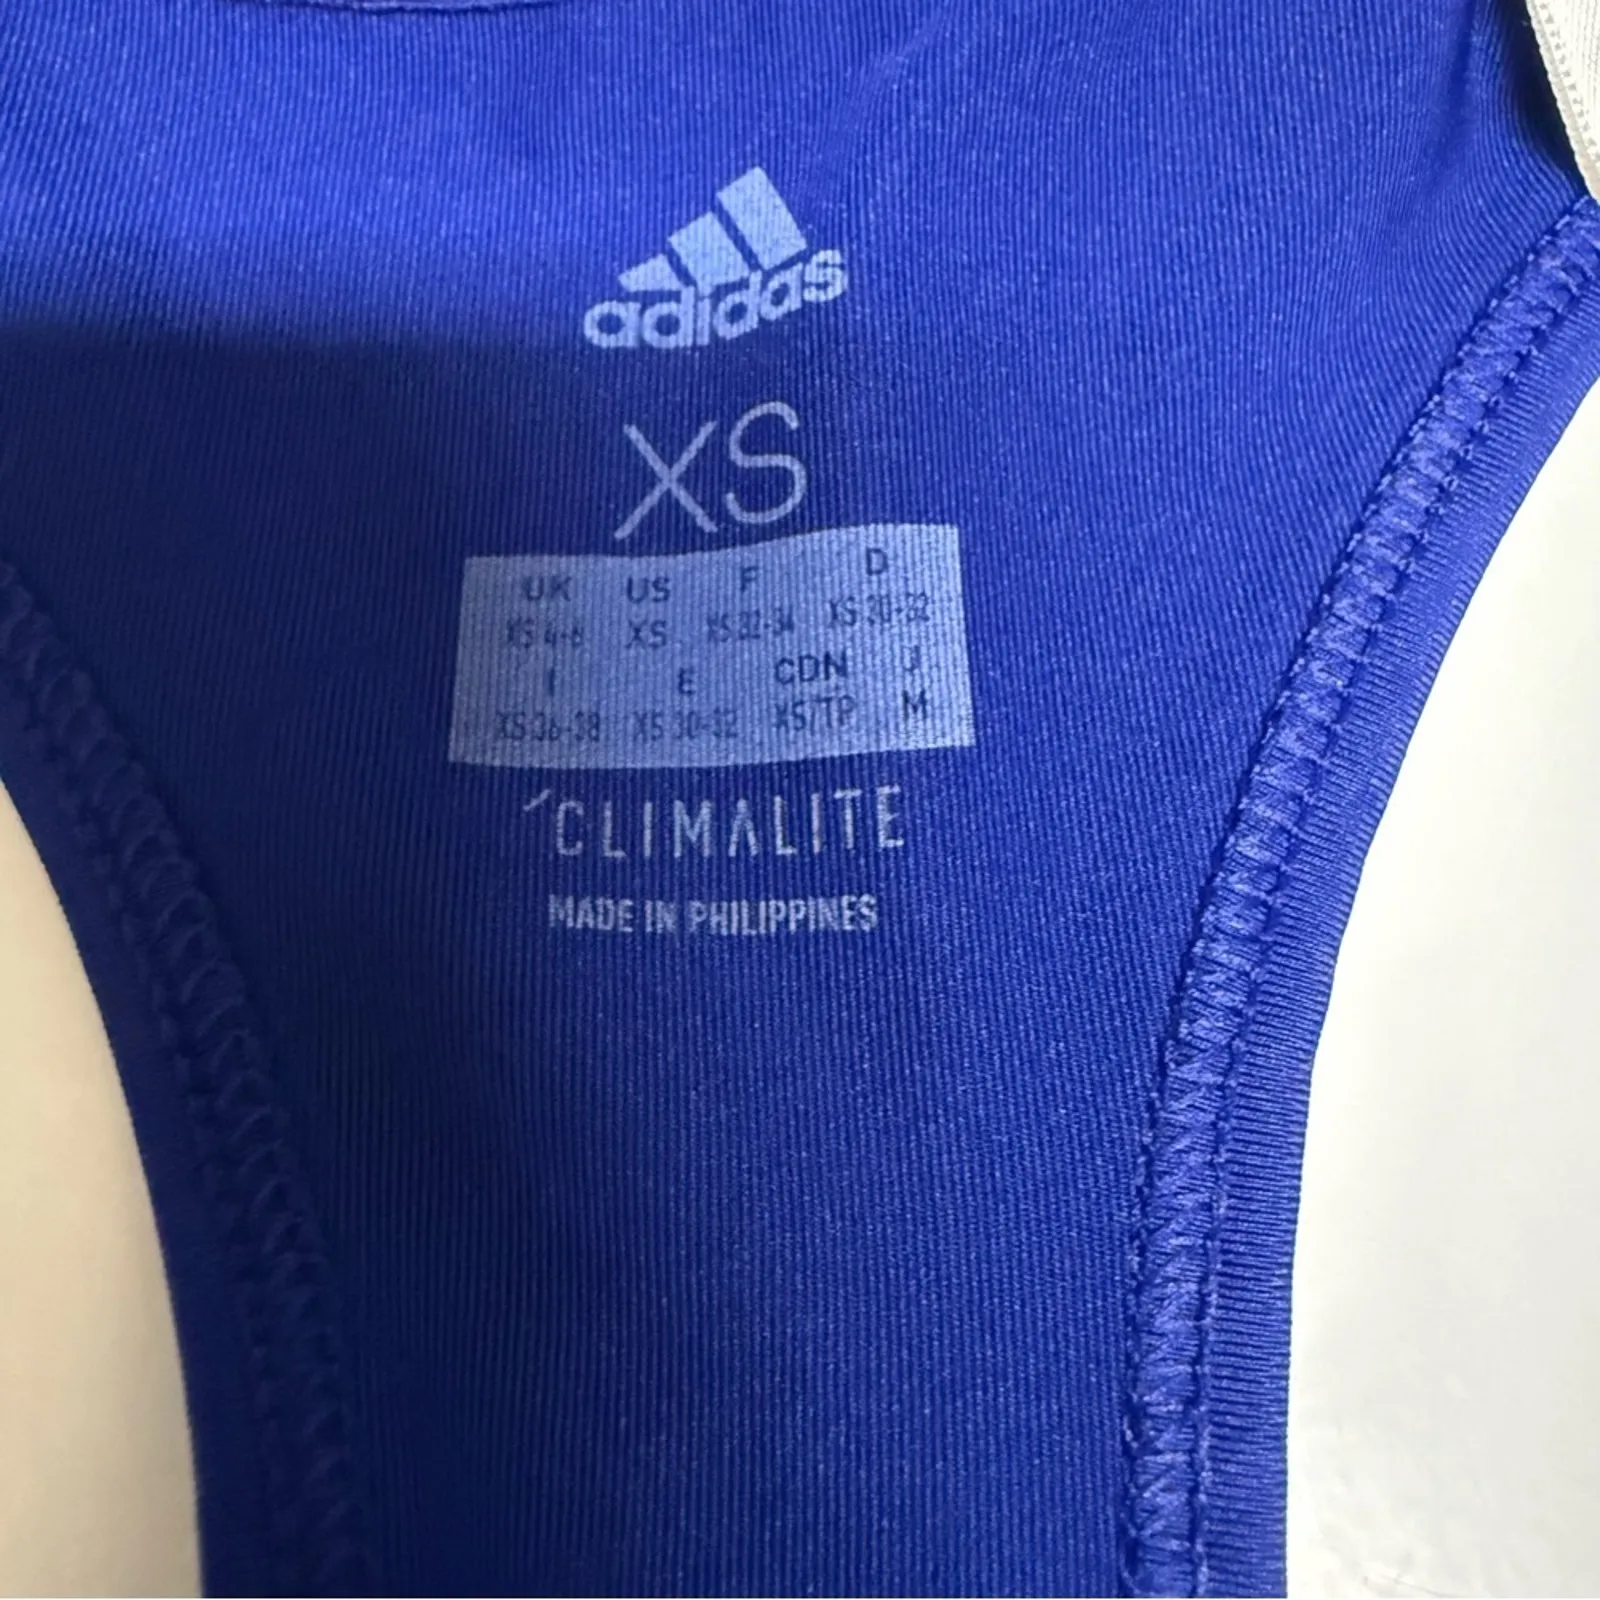 adidas
XS
UK US F D
XS 4-6 XS XS 32-34 XS 30-32
I E CDN J
XS 36-38 XS 30-32 XS/TP M
CLIMALITE
MADE IN PHILIPPINES